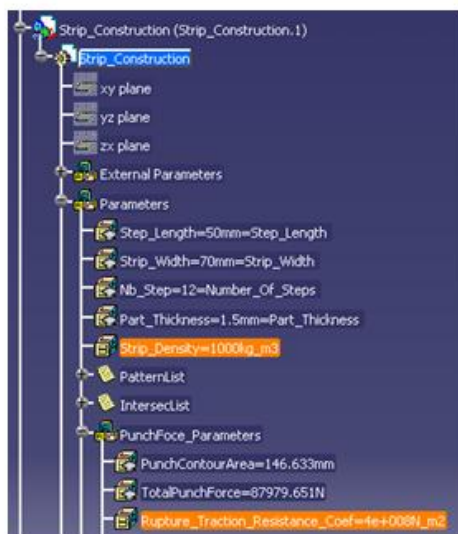 Strip_Construction (Strip_Construction.1)
Strip_Construction
xy plane
yz plane
zx plane
External Parameters
Parameters
Step_Length=50mm=Step_Length
Strip_Width=70mm=Strip_Width
Nb_Step=12=Number_Of_Steps
Part_Thickness=1.5mm=Part_Thickness
Strip_Density=1000kg_m3
PatternList
IntersecList
PunchFoce_Parameters
PunchContourArea=146.633mm
TotalPunchForce=87979.651N
Rupture_Traction_Resistance_Coef=4e+008N_m2